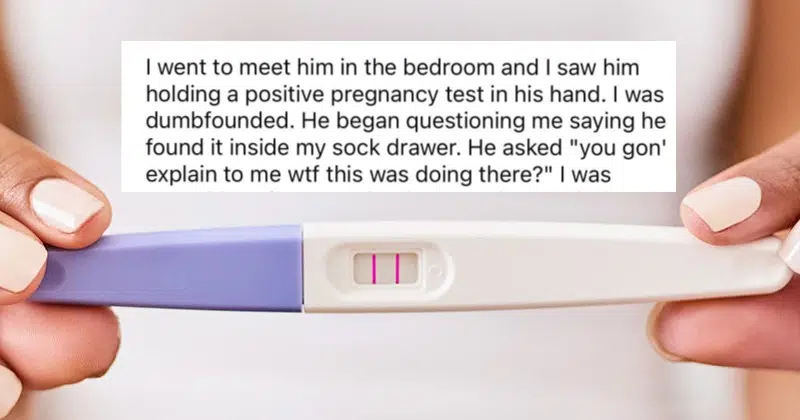 I went to meet him in the bedroom and I saw him
holding a positive pregnancy test in his hand. I was
dumbfounded. He began questioning me saying he
found it inside my sock drawer. He asked "you gon'
explain to me wtf this was doing there?" I was